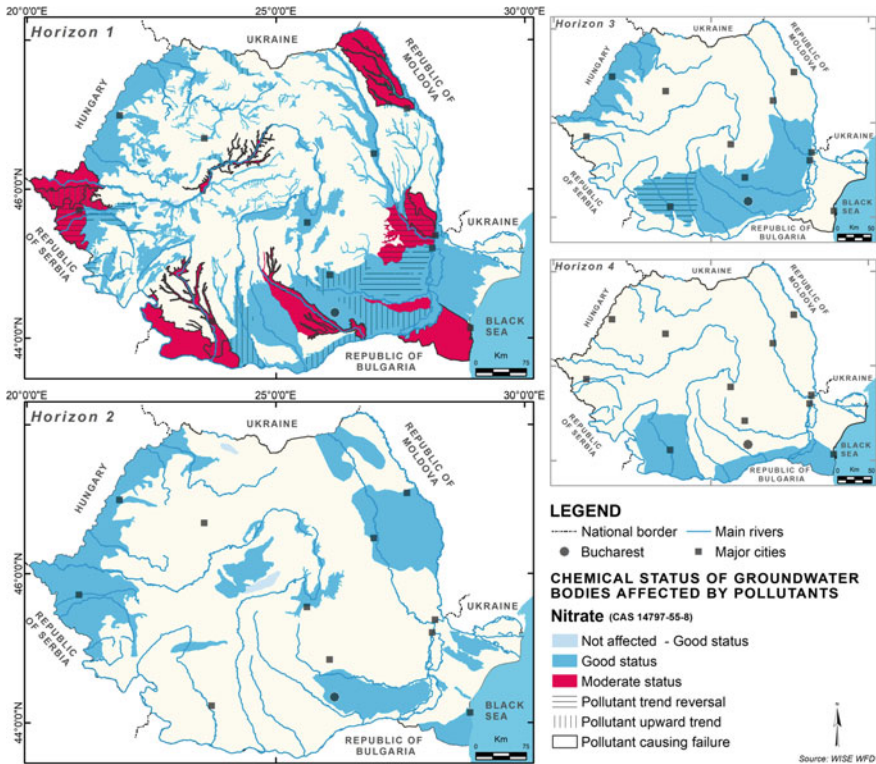 20°00'0"E 25°00'0"E 30°00'0"E
Horizon 1
UKRAINE
REPUBLIC OF MOLDOVA
HUNGARY
46°0'0"N
REPUBLIC OF SERBIA
UKRAINE
44°0'0"N
BLACK SEA
REPUBLIC OF BULGARIA
Km
0 75
20°00'0"E 25°00'0"E 30°00'0"E
Horizon 2
UKRAINE
REPUBLIC OF MOLDOVA
HUNGARY
46°0'0"N
REPUBLIC OF SERBIA
UKRAINE
44°0'0"N
BLACK SEA
REPUBLIC OF BULGARIA
Km
0 75
Horizon 3
UKRAINE
REPUBLIC OF MOLDOVA
HUNGARY
UKRAINE
REPUBLIC OF SERBIA
BLACK SEA
REPUBLIC OF BULGARIA
0 Km 50
Horizon 4
UKRAINE
REPUBLIC OF MOLDOVA
HUNGARY
UKRAINE
REPUBLIC OF SERBIA
BLACK SEA
REPUBLIC OF BULGARIA
0 Km 50
LEGEND
National border Main rivers
Bucharest Major cities
CHEMICAL STATUS OF GROUNDWATER
BODIES AFFECTED BY POLLUTANTS
Nitrate (CAS 14797-55-8)
Not affected - Good status
Good status
Moderate status
Pollutant trend reversal
Pollutant upward trend
Pollutant causing failure
Source: WISE WFD